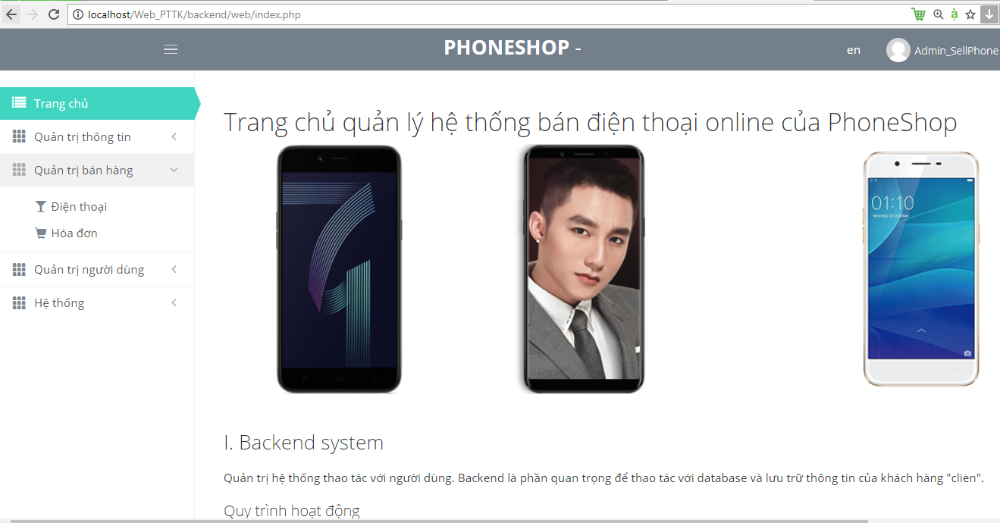 localhost/Web_PTTK/backend/web/index.php
PHONESHOP -
en
Admin_SellPhone
Trang chủ
Quản trị thông tin
Quản trị bán hàng
Điện thoại
Hóa đơn
Quản trị người dùng
Hệ thống
Trang chủ quản lý hệ thống bán điện thoại online của PhoneShop
01:10
I. Backend system
Quản trị hệ thống thao tác với người dùng. Backend là phần quan trọng để thao tác với database và lưu trữ thông tin của khách hàng "clien".
Quy trình hoạt động